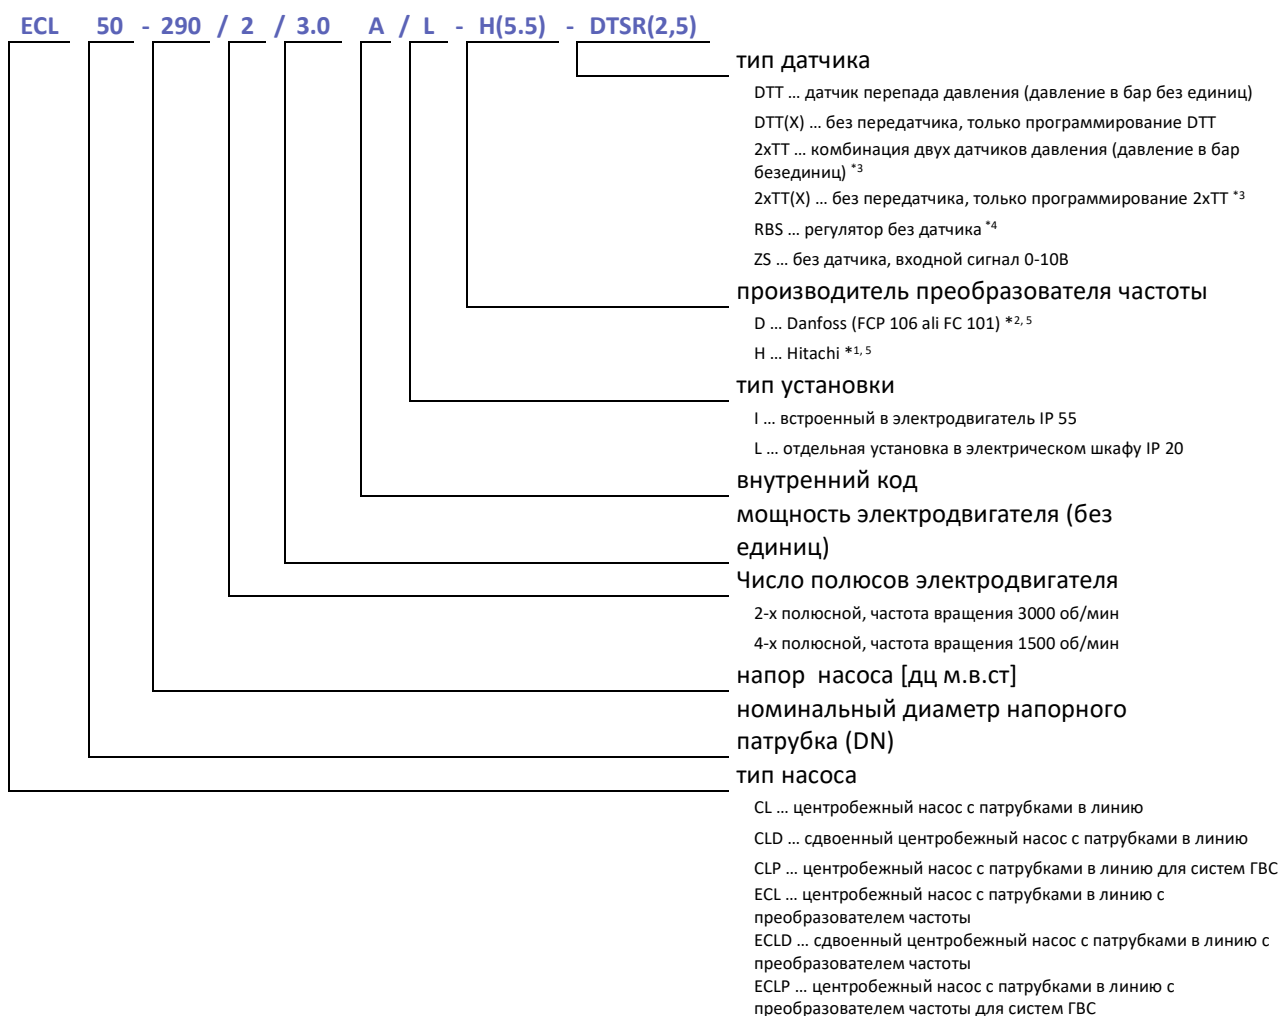 ECL 50 - 290 / 2 / 3.0 A / L - H(5.5) - DTSR(2,5)
тип датчика
DTT ... датчик перепада давления (давление в бар без единиц)
DTT(X) ... без передатчика, только программирование DTT
2xTT ... комбинация двух датчиков давления (давление в бар
безединиц) *3
2xTT(X) ... без передатчика, только программирование 2xTT *3
RBS ... регулятор без датчика *4
ZS ... без датчика, входной сигнал 0-10В
производитель преобразователя частоты
D ... Danfoss (FCP 106 ali FC 101) *2, 5
H ... Hitachi *1, 5
тип установки
I ... встроенный в электродвигатель IP 55
L ... отдельная установка в электрическом шкафу IP 20
внутренний код
мощность электродвигателя (без
единиц)
Число полюсов электродвигателя
2-х полюсной, частота вращения 3000 об/мин
4-х полюсной, частота вращения 1500 об/мин
напор насоса [дц м.в.ст]
номинальный диаметр напорного
патрубка (DN)
тип насоса
CL ... центробежный насос с патрубками в линию
CLD ... сдвоенный центробежный насос с патрубками в линию
CLP ... центробежный насос с патрубками в линию для систем ГВС
ECL ... центробежный насос с патрубками в линию с
преобразователем частоты
ECLD ... сдвоенный центробежный насос с патрубками в линию с
преобразователем частоты
ECLP ... центробежный насос с патрубками в линию с
преобразователем частоты для систем ГВС